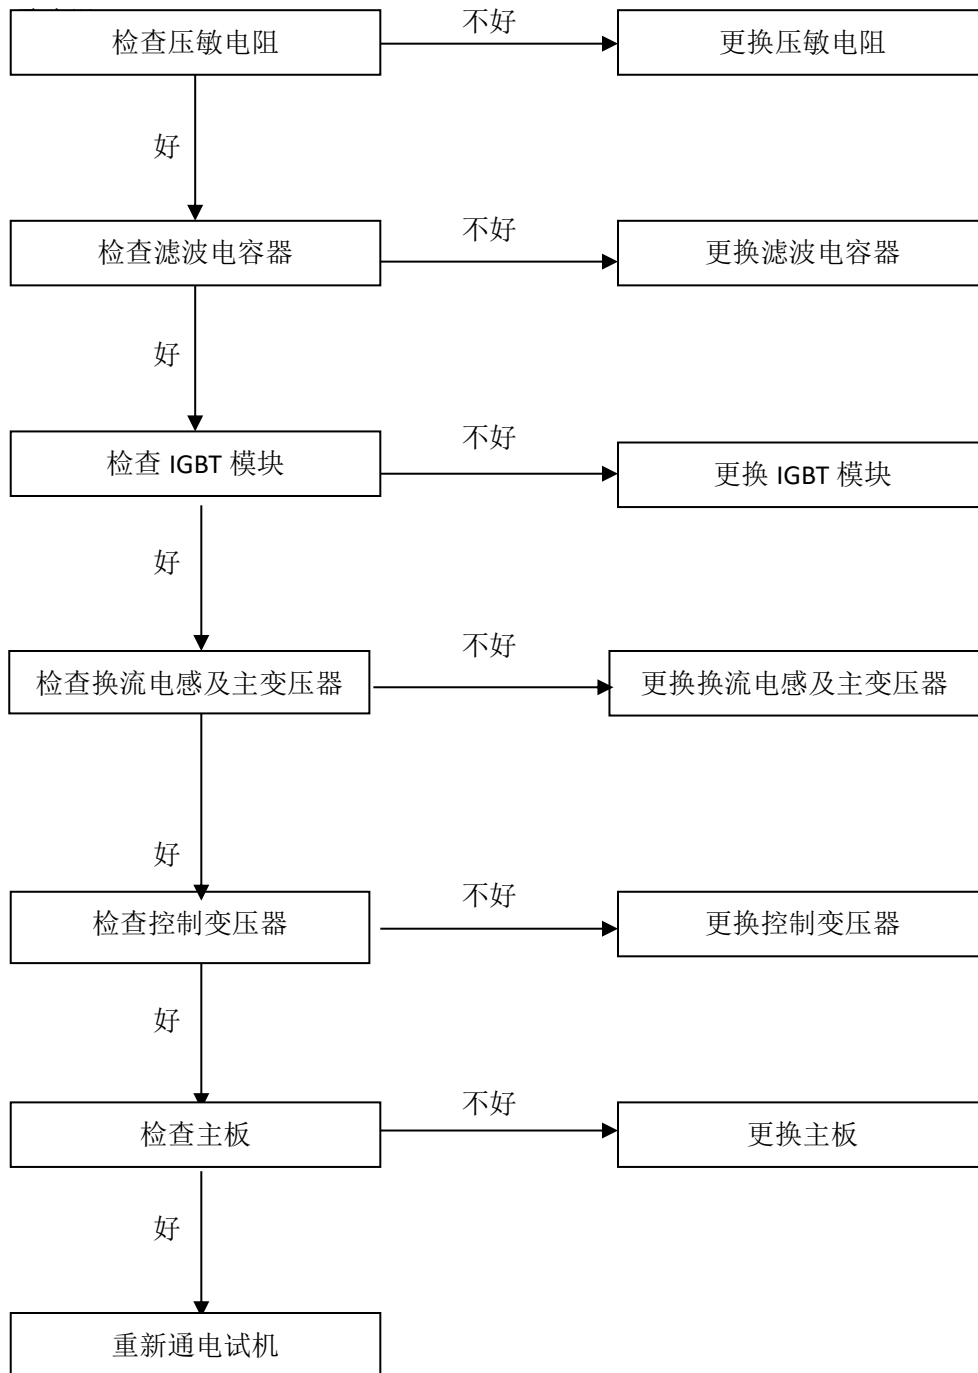 不好
检查压敏电阻
更换压敏电阻
好
不好
检查滤波电容器
更换滤波电容器
好
不好
检查 IGBT 模块
更换 IGBT 模块
好
不好
检查换流电感及主变压器
更换换流电感及主变压器
好
不好
检查控制变压器
更换控制变压器
好
不好
检查主板
更换主板
好
重新通电试机